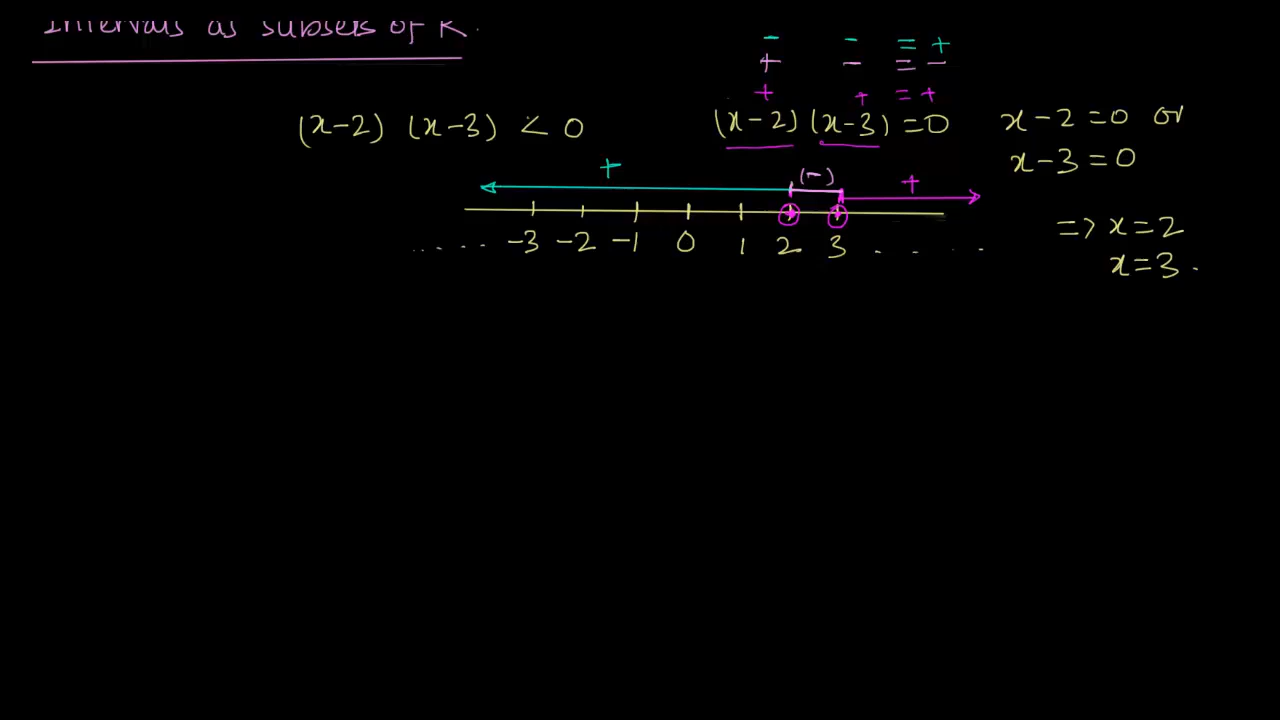 Intervals as subsets of R.
- - = +
+ - = -
+ + = +
(x-2) (x-3) < 0
(x-2) (x-3) = 0
x-2=0 or
x-3=0
+ (-) +
..... -3 -2 -1 0 1 2 3 . . . .
=> x=2
x=3.